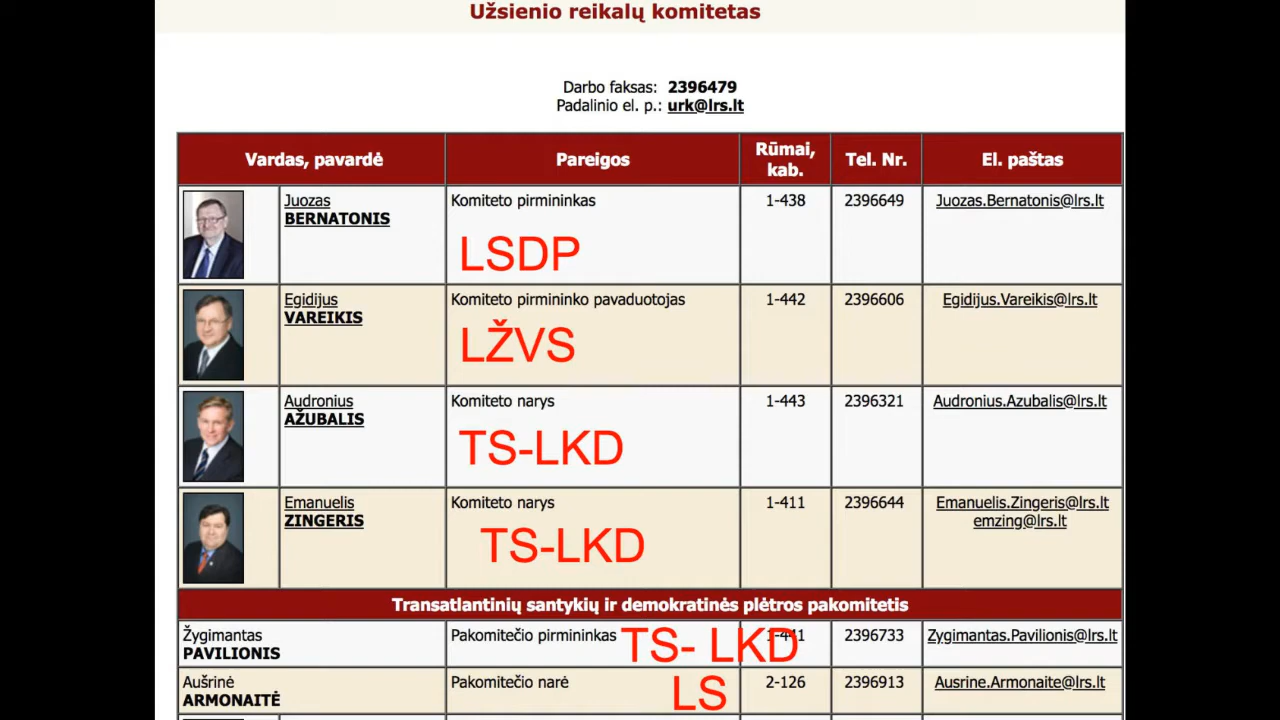 Užsienio reikalų komitetas
Darbo faksas: 2396479
Padalinio el. p.: urk@lrs.lt
Vardas, pavardė Pareigos Rūmai, kab. Tel. Nr. El. paštas
Juozas BERNATONIS Komiteto pirmininkas 1-438 2396649 Juozas.Bernatonis@lrs.lt
LSDP
Egidijus VAREIKIS Komiteto pirmininko pavaduotojas 1-442 2396606 Egidijus.Vareikis@lrs.lt
LŽVS
Audronius AŽUBALIS Komiteto narys 1-443 2396321 Audronius.Azubalis@lrs.lt
TS-LKD
Emanuelis ZINGERIS Komiteto narys 1-411 2396644 Emanuelis.Zingeris@lrs.lt
emzing@lrs.lt
TS-LKD
Transatlantinių santykių ir demokratinės plėtros pakomitetis
Žygimantas PAVILIONIS Pakomitečio pirmininkas TS- LKD 1-441 2396733 Zygimantas.Pavilionis@lrs.lt
Aušrinė ARMONAITĖ Pakomitečio narė LS 2-126 2396913 Ausrine.Armonaite@lrs.lt